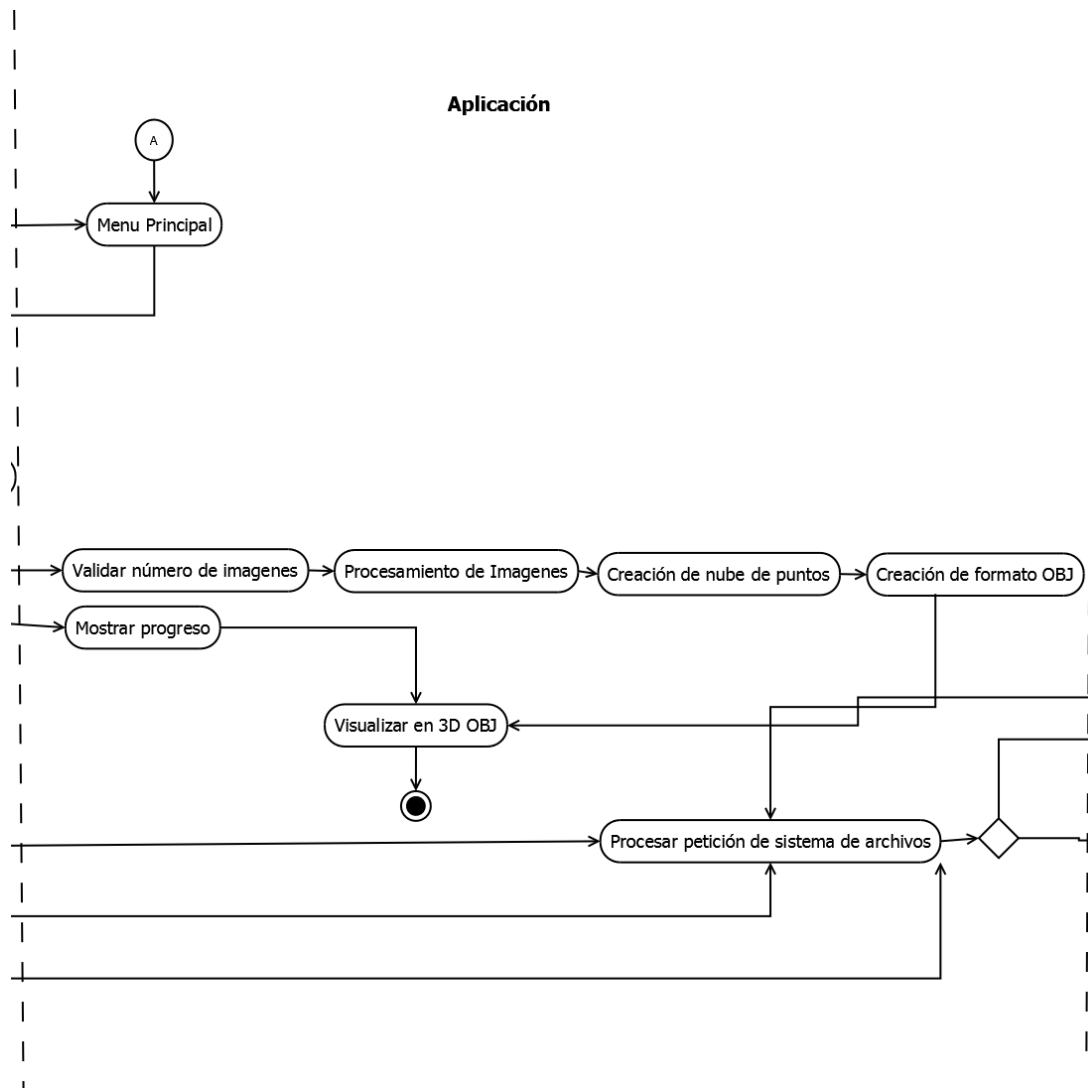 Aplicación
A
Menu Principal
Validar número de imagenes
Procesamiento de Imagenes
Creación de nube de puntos
Creación de formato OBJ
Mostrar progreso
Visualizar en 3D OBJ
Procesar petición de sistema de archivos